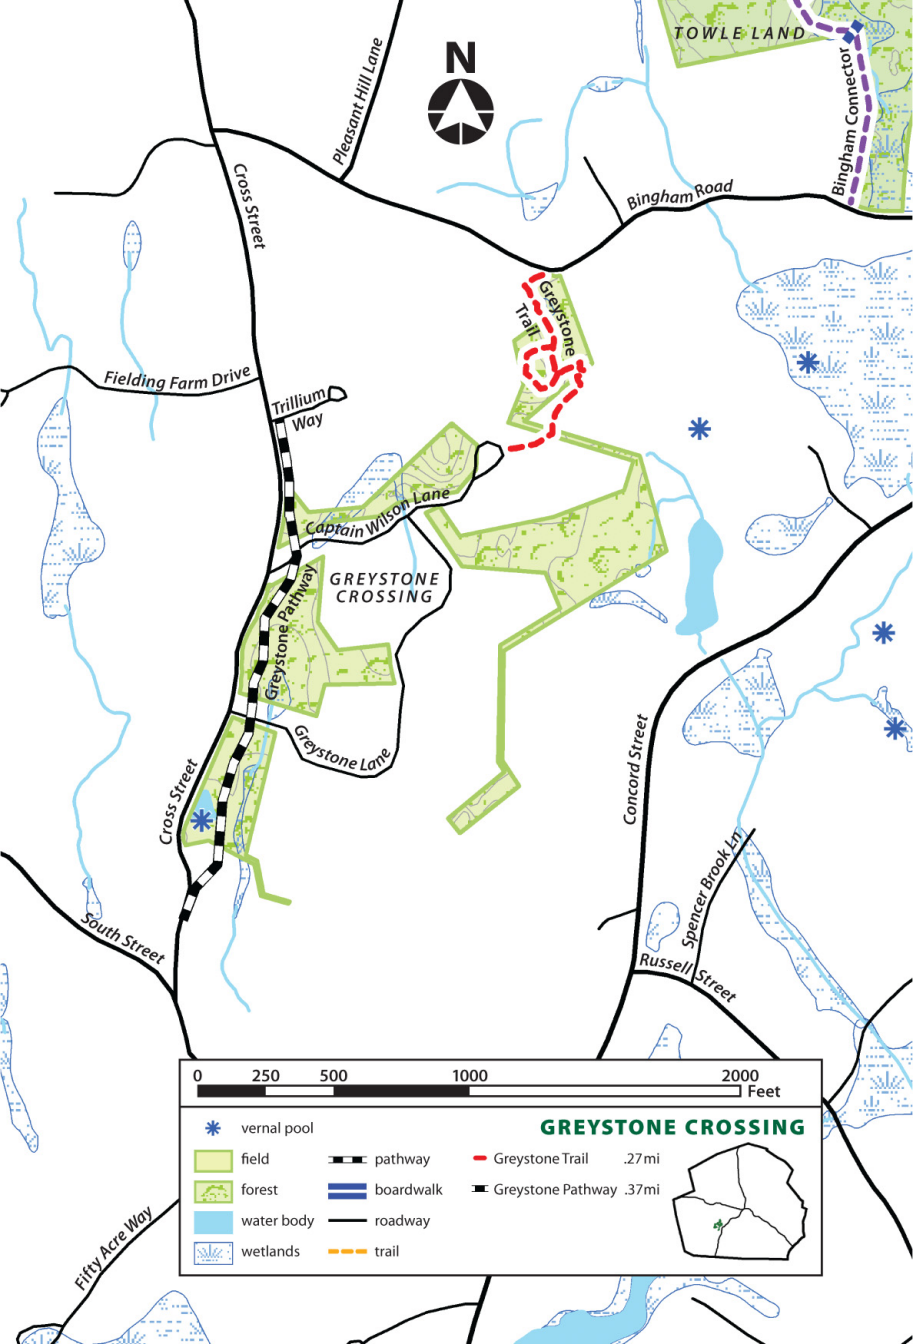 TOWLE LAND
N
Pleasant Hill Lane
Bingham Connector
Cross Street
Bingham Road
Greystone
Trail
Fielding Farm Drive
Trillium
Way
Captain Wilson Lane
GREYSTONE
CROSSING
Greystone Pathway
Greystone Lane
Cross Street
Concord Street
Spencer Brook Ln
South Street
Russell Street
0 250 500 1000 2000
Feet
GREYSTONE CROSSING
vernal pool
field
forest
water body
wetlands
pathway
boardwalk
roadway
trail
Greystone Trail .27mi
Greystone Pathway .37mi
Fifty Acre Way